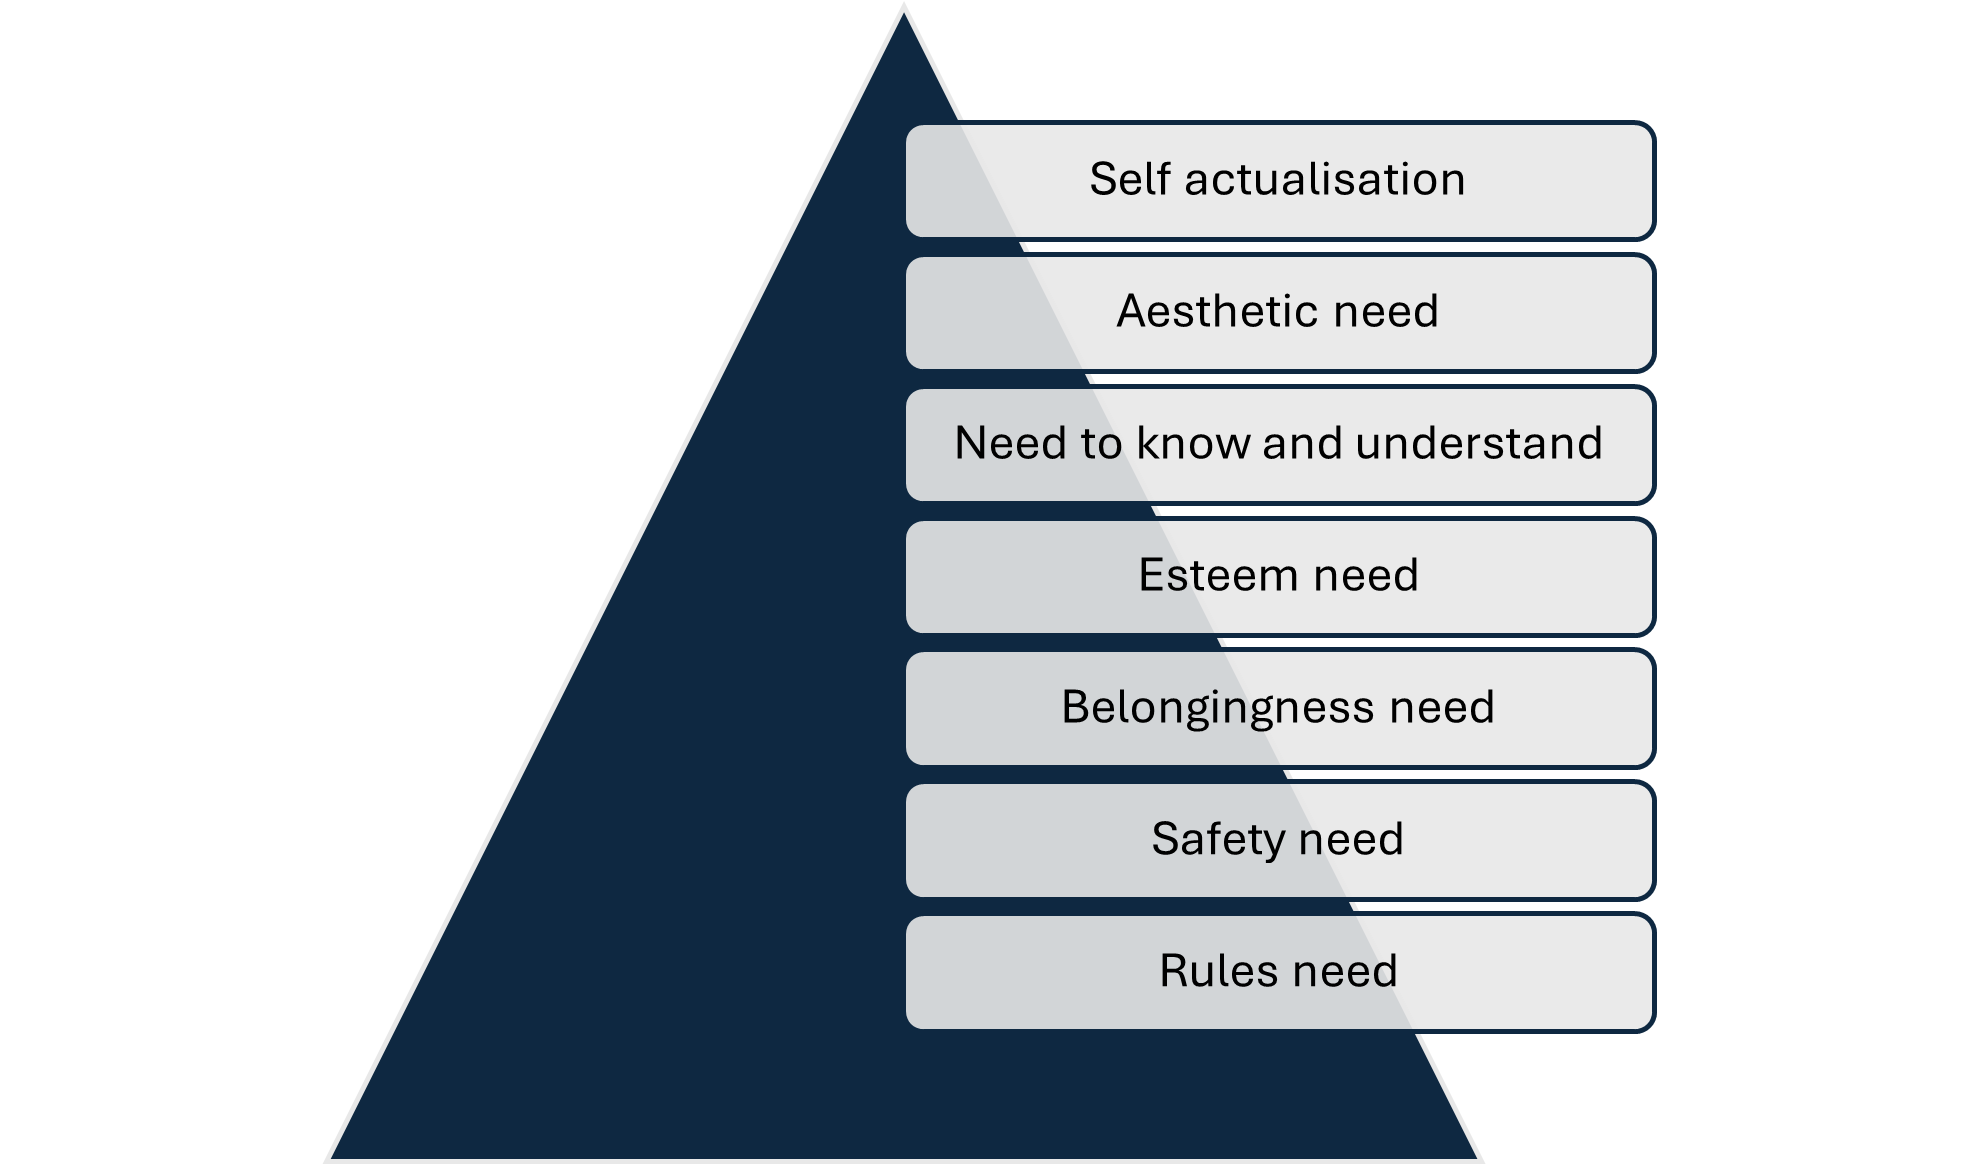 Self actualisation
Aesthetic need
Need to know and understand
Esteem need
Belongingness need
Safety need
Rules need